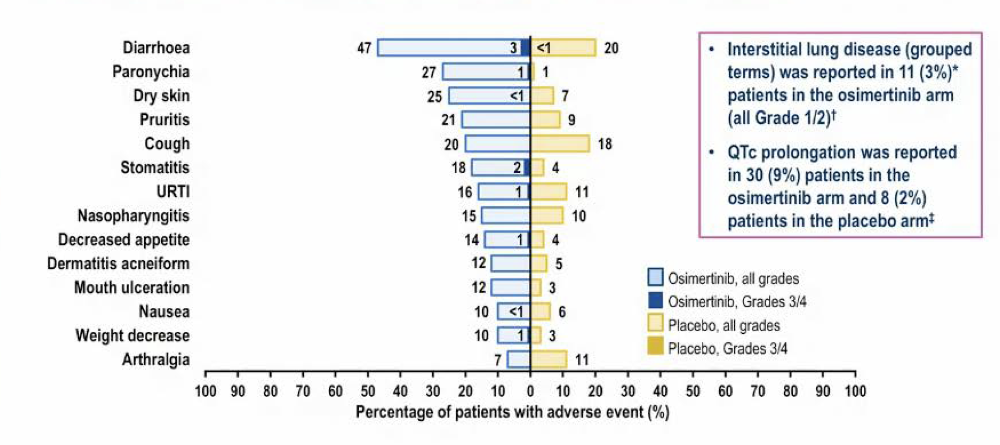 Diarrhoea 47 3 <1 20
Paronychia 27 1 1
Dry skin 25 <1 7
Pruritis 21 9
Cough 20 18
Stomatitis 18 2 4
URTI 16 1 11
Nasopharyngitis 15 10
Decreased appetite 14 1 4
Dermatitis acneiform 12 5
Mouth ulceration 12 3
Nausea 10 <1 6
Weight decrease 10 1 3
Arthralgia 7 11
100 90 80 70 60 50 40 30 20 10 0 10 20 30 40 50 60 70 80 90 100
Percentage of patients with adverse event (%)
• Interstitial lung disease (grouped
terms) was reported in 11 (3%)*
patients in the osimertinib arm
(all Grade 1/2)†
• QTc prolongation was reported
in 30 (9%) patients in the
osimertinib arm and 8 (2%)
patients in the placebo arm‡
Osimertinib, all grades
Osimertinib, Grades 3/4
Placebo, all grades
Placebo, Grades 3/4